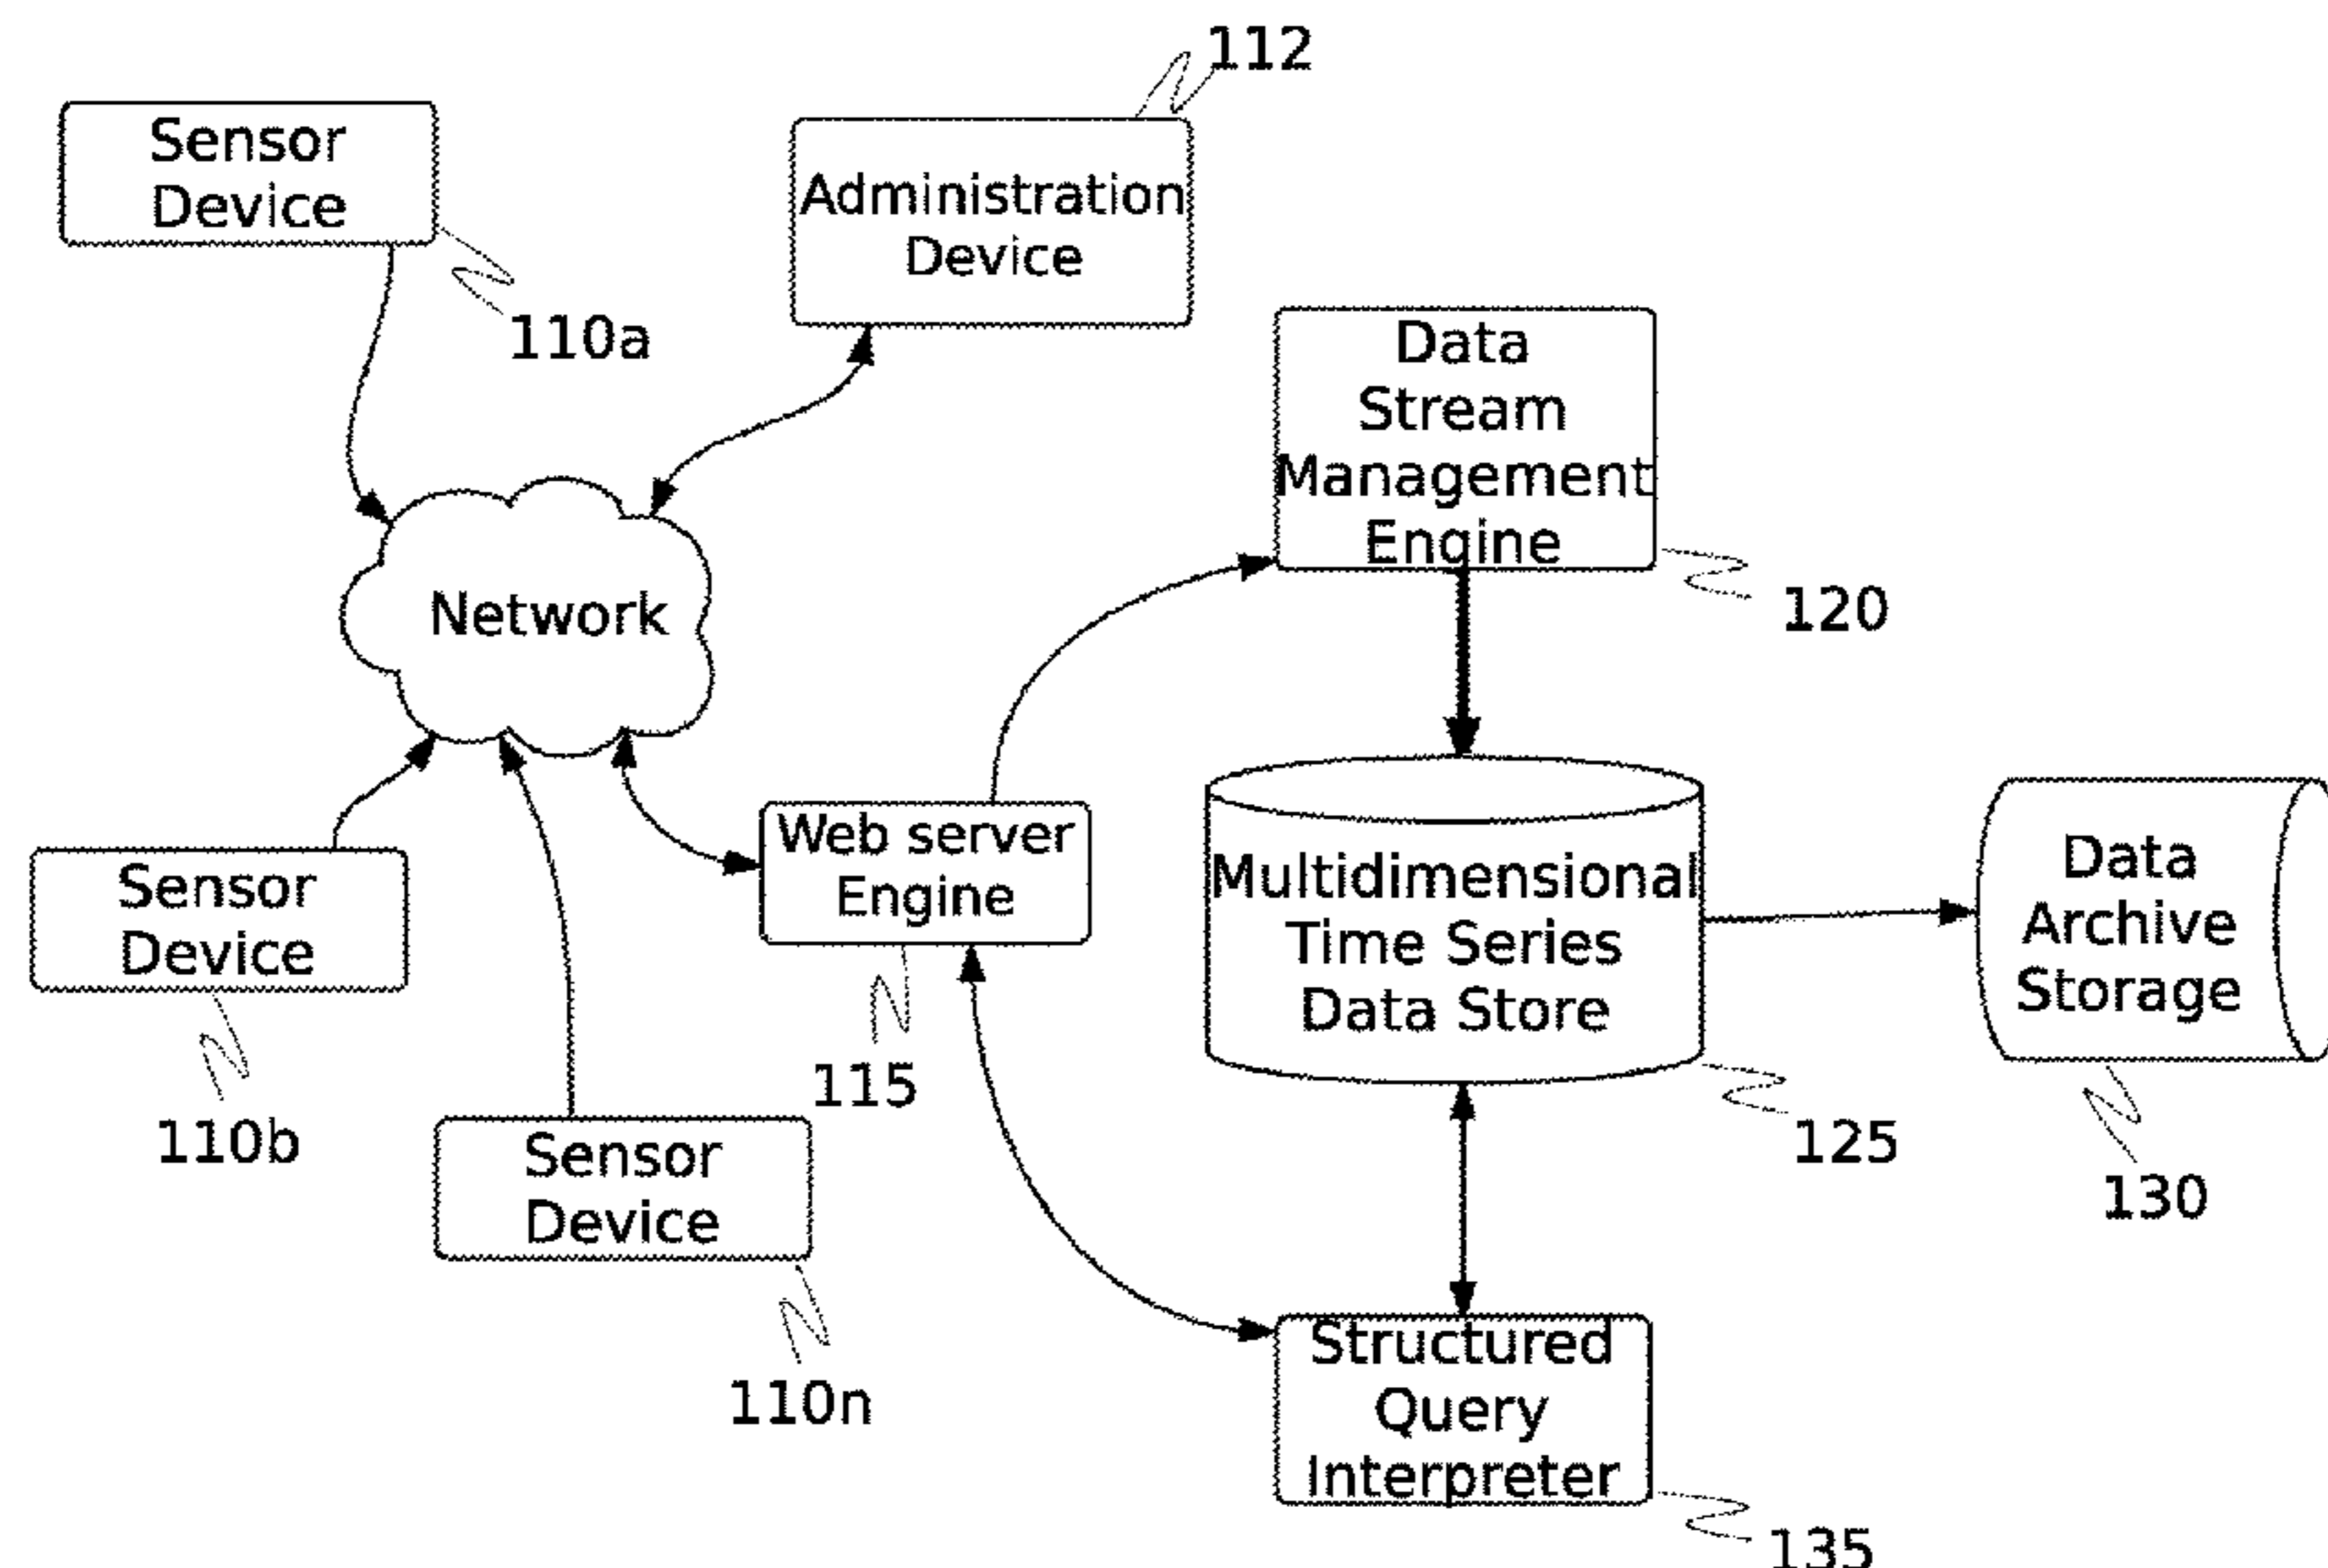 112
Sensor
Device
110a
Administration
Device
Data
Stream
Management
Engine
120
Network
Web server
Engine
115
Sensor
Device
110b
Sensor
Device
110n
Multidimensional
Time Series
Data Store
125
Data
Archive
Storage
130
Structured
Query
Interpreter
135